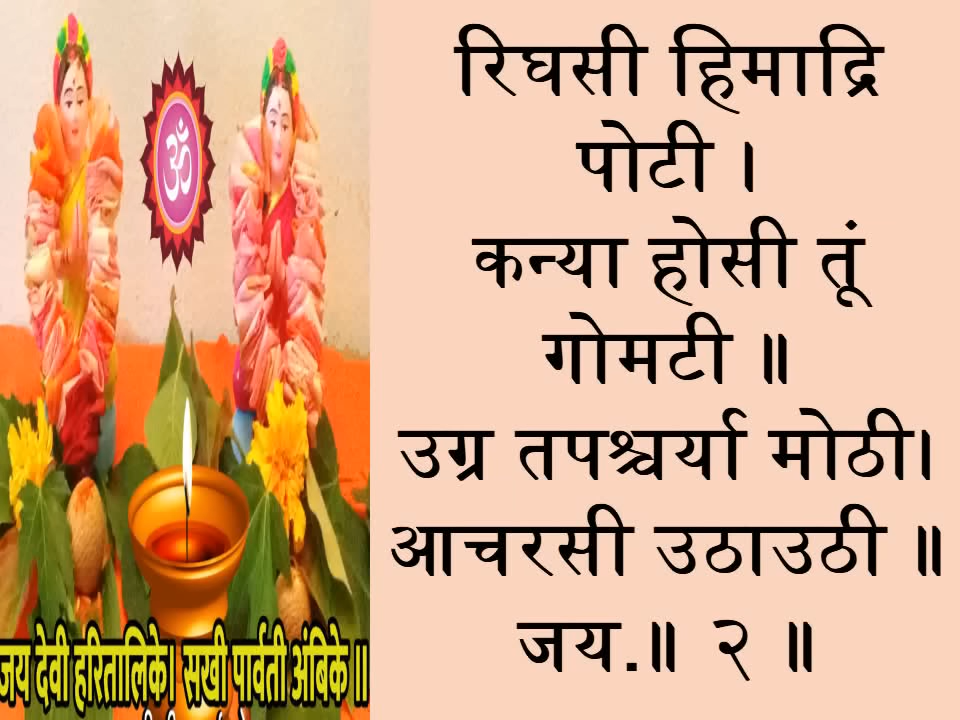 रिघसी हिमाद्रि
पोटी ।
कन्या होसी तूं
गोमटी ॥
उग्र तपश्चर्या मोठी।
आचरसी उठाउठी ॥
जय.॥ २ ॥
ॐ
जय देवी हरितालिके। सखी पार्वती अंबिके ॥